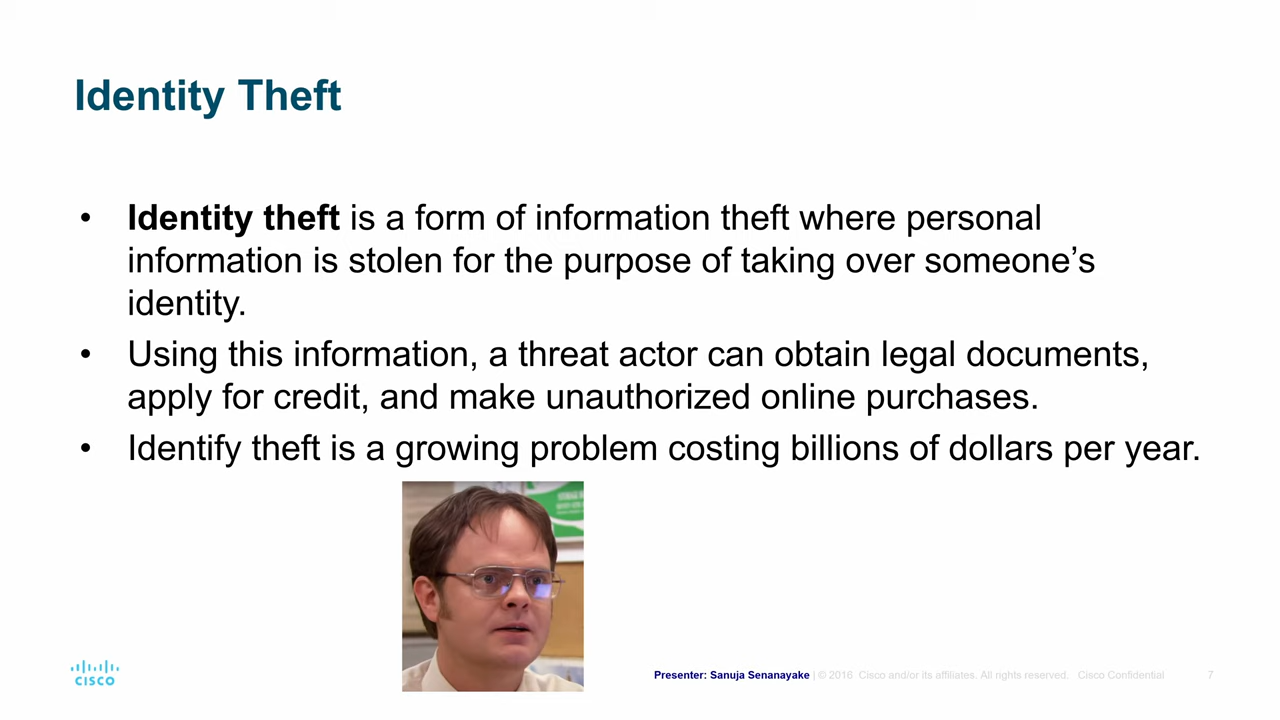 Identity Theft
• Identity theft is a form of information theft where personal
information is stolen for the purpose of taking over someone’s
identity.
• Using this information, a threat actor can obtain legal documents,
apply for credit, and make unauthorized online purchases.
• Identify theft is a growing problem costing billions of dollars per year.
CISCO
Presenter: Sanuja Senanayake | © 2016 Cisco and/or its affiliates. All rights reserved. Cisco Confidential 7